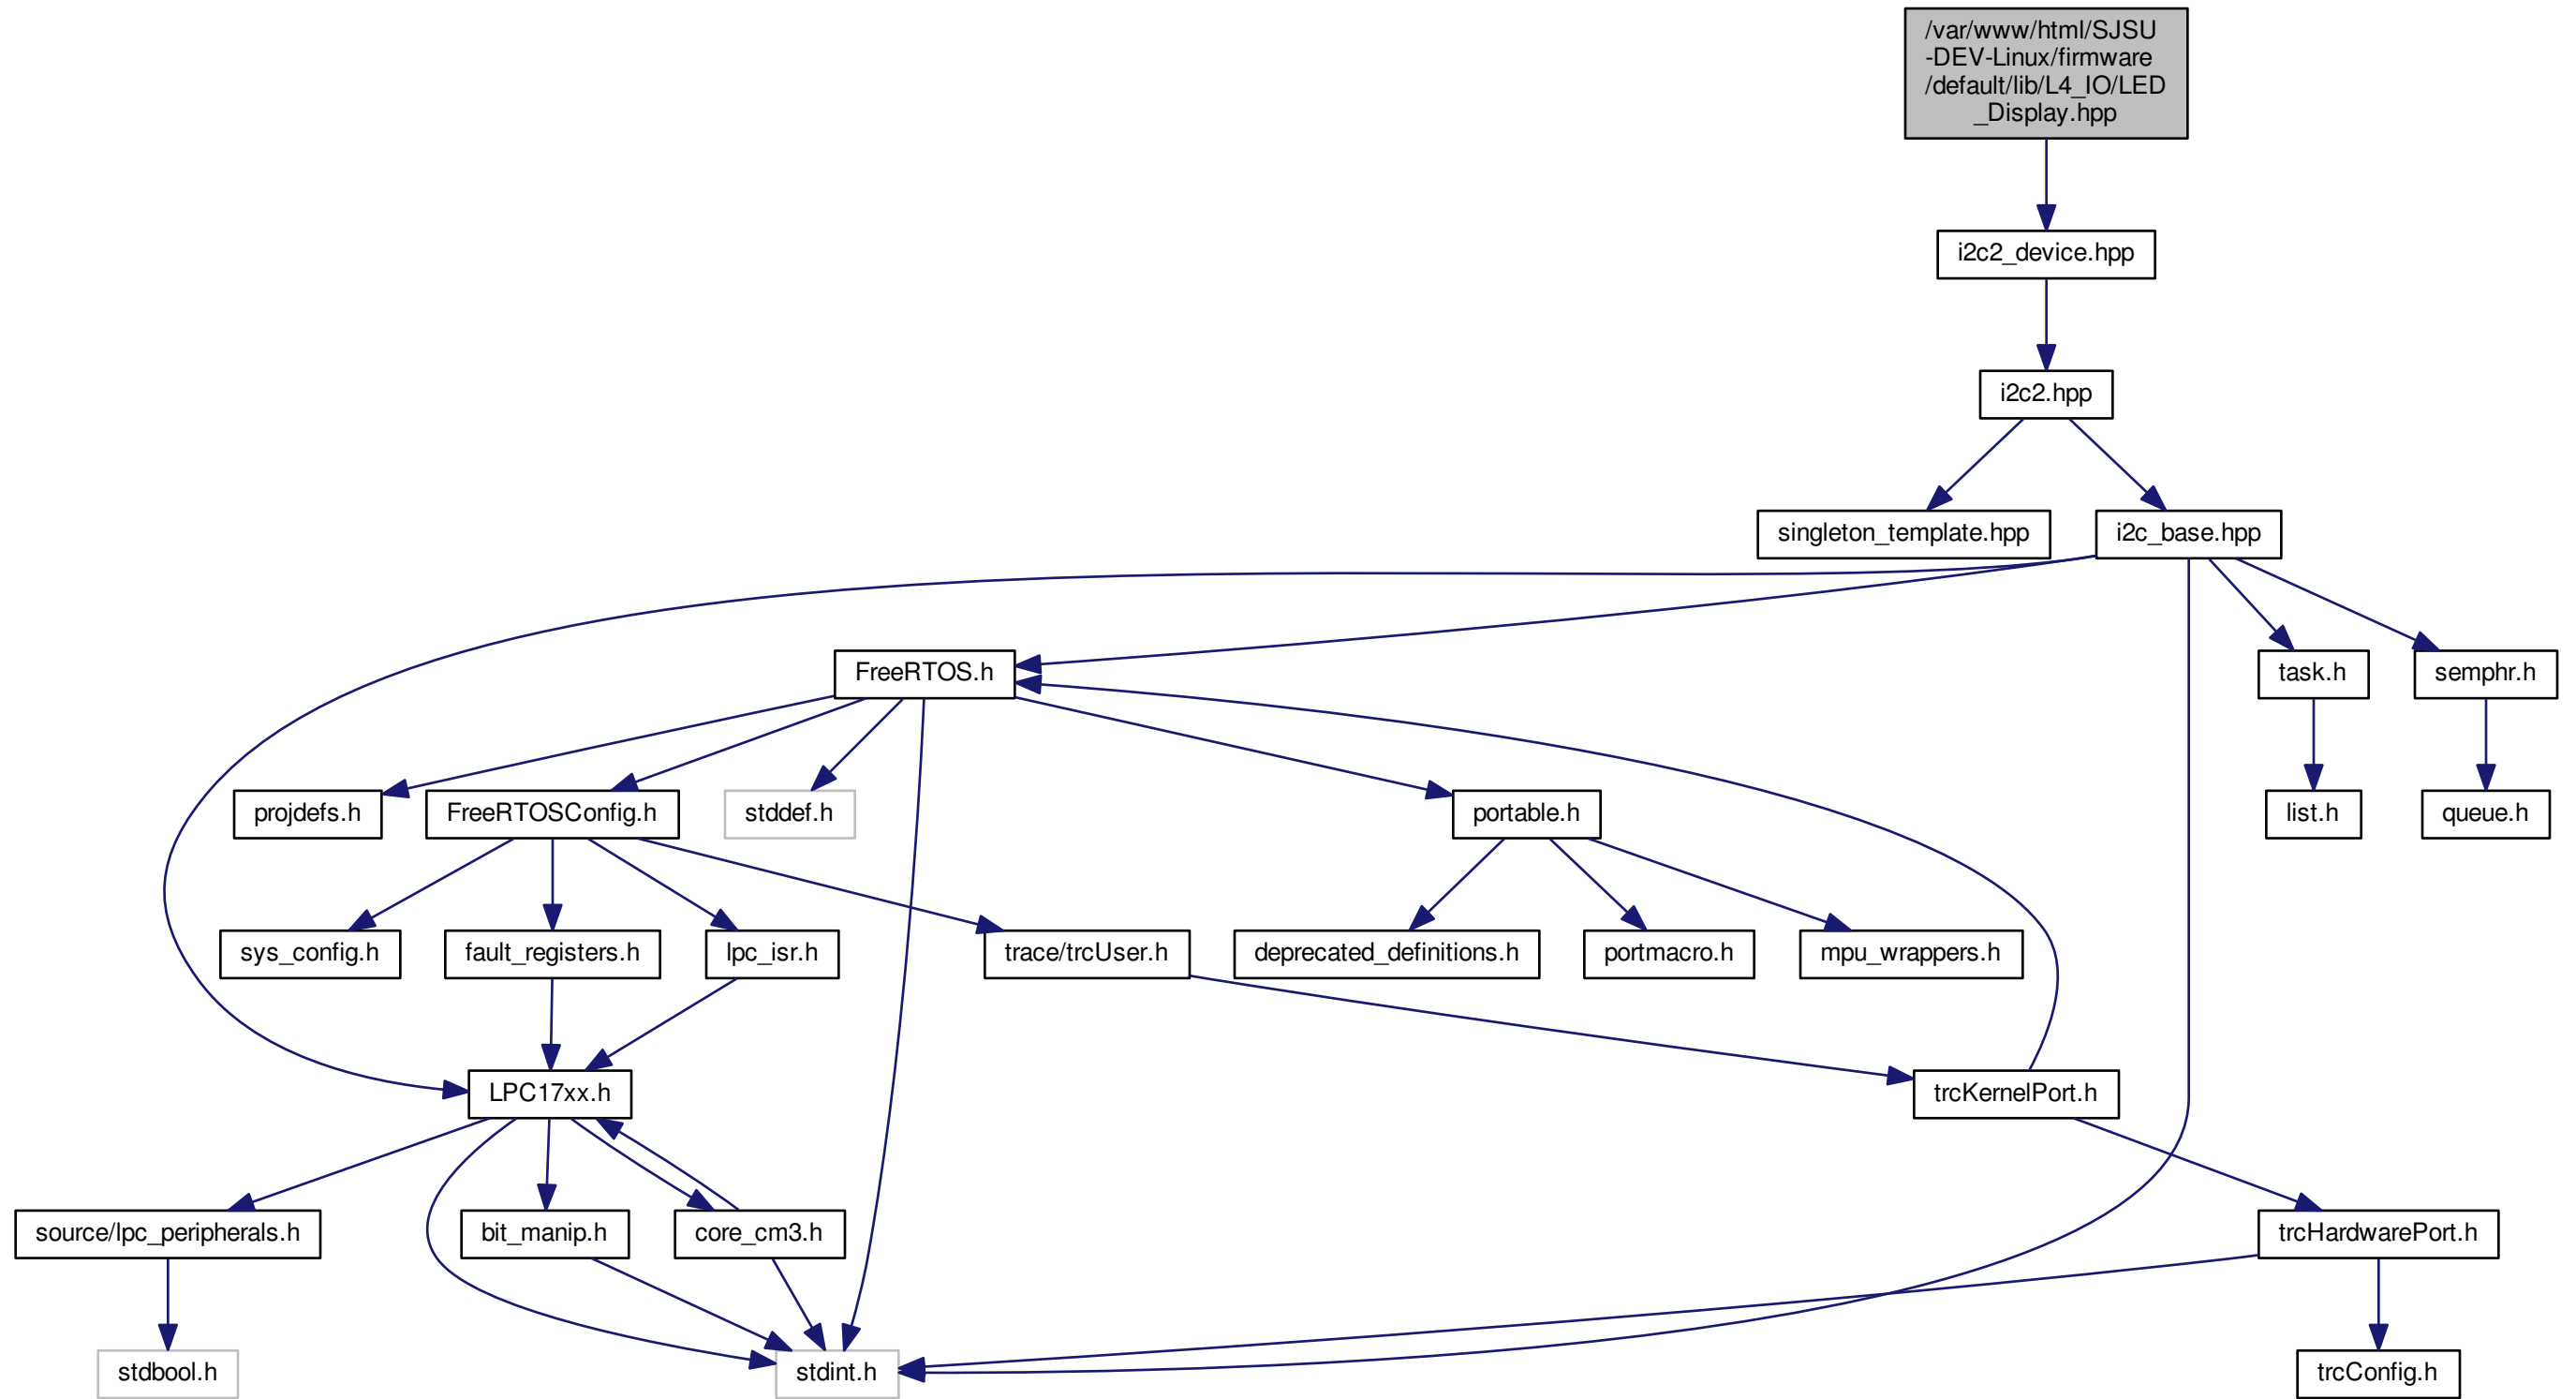 /var/www/html/SJSU
-DEV-Linux/firmware
/default/lib/L4_IO/LED
_Display.hpp
i2c2_device.hpp
i2c2.hpp
singleton_template.hpp
i2c_base.hpp
FreeRTOS.h
task.h
semphr.h
projdefs.h
FreeRTOSConfig.h
stddef.h
portable.h
list.h
queue.h
sys_config.h
fault_registers.h
lpc_isr.h
trace/trcUser.h
deprecated_definitions.h
portmacro.h
mpu_wrappers.h
LPC17xx.h
trcKernelPort.h
source/lpc_peripherals.h
bit_manip.h
core_cm3.h
trcHardwarePort.h
stdbool.h
stdint.h
trcConfig.h